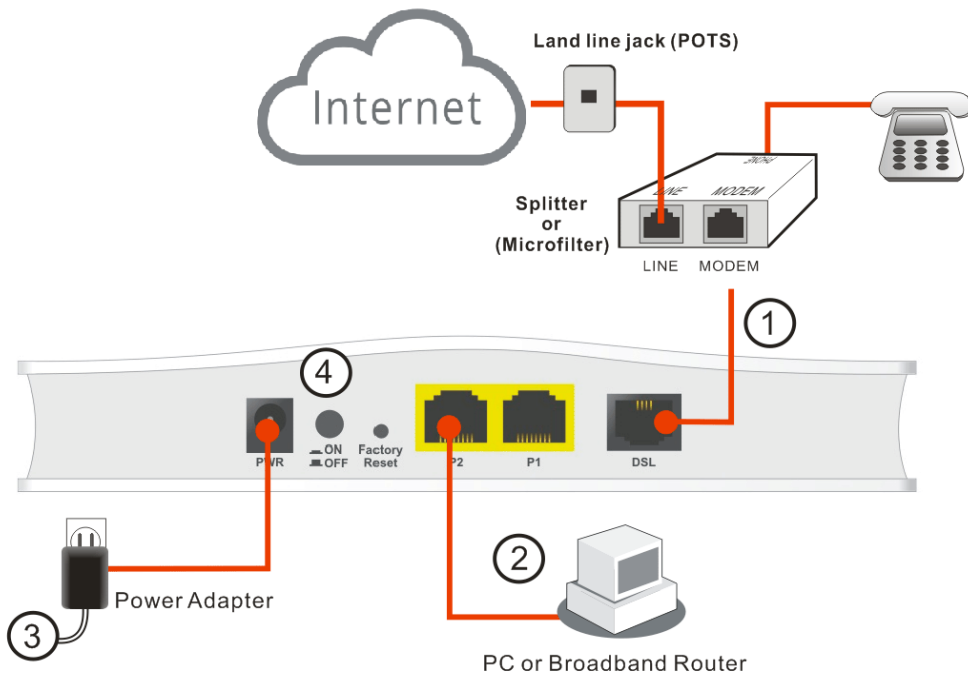 Land line jack (POTS)
Internet
PHONE
LINE MODEM
Splitter
or
(Microfilter)
LINE MODEM
1
4
PWR
ON
OFF
Factory
Reset
P2
P1
DSL
2
3
Power Adapter
PC or Broadband Router